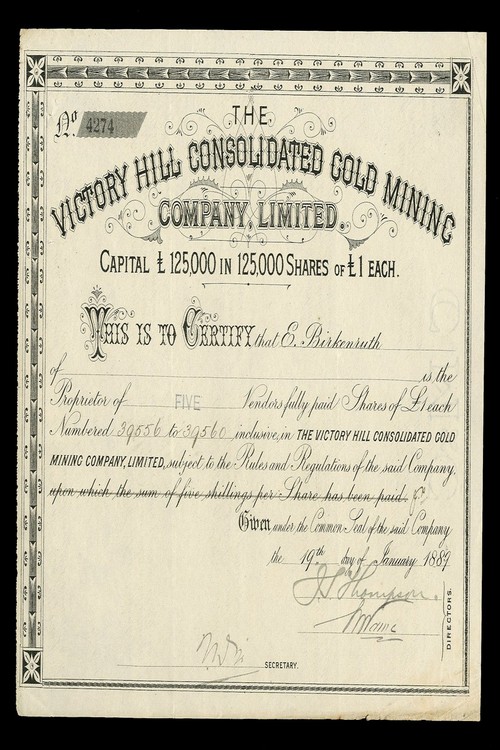 No 4274
THE
VICTORY HILL CONSOLIDATED GOLD MINING
COMPANY, LIMITED.
CAPITAL £ 125,000 IN 125,000 SHARES OF £1 EACH.
THIS IS TO CERTIFY that E. Birkenruth
of is the
Proprietor of FIVE Vendors fully paid Shares of £1 each
Numbered 39556 to 39560 inclusive, in THE VICTORY HILL CONSOLIDATED GOLD
MINING COMPANY, LIMITED, subject to the Rules and Regulations of the said Company,
upon which the sum of five shillings per Share has been paid.
Given under the Common Seal of the said Company
the 19th day of January 1889
Thompson.
DIRECTORS.
SECRETARY.